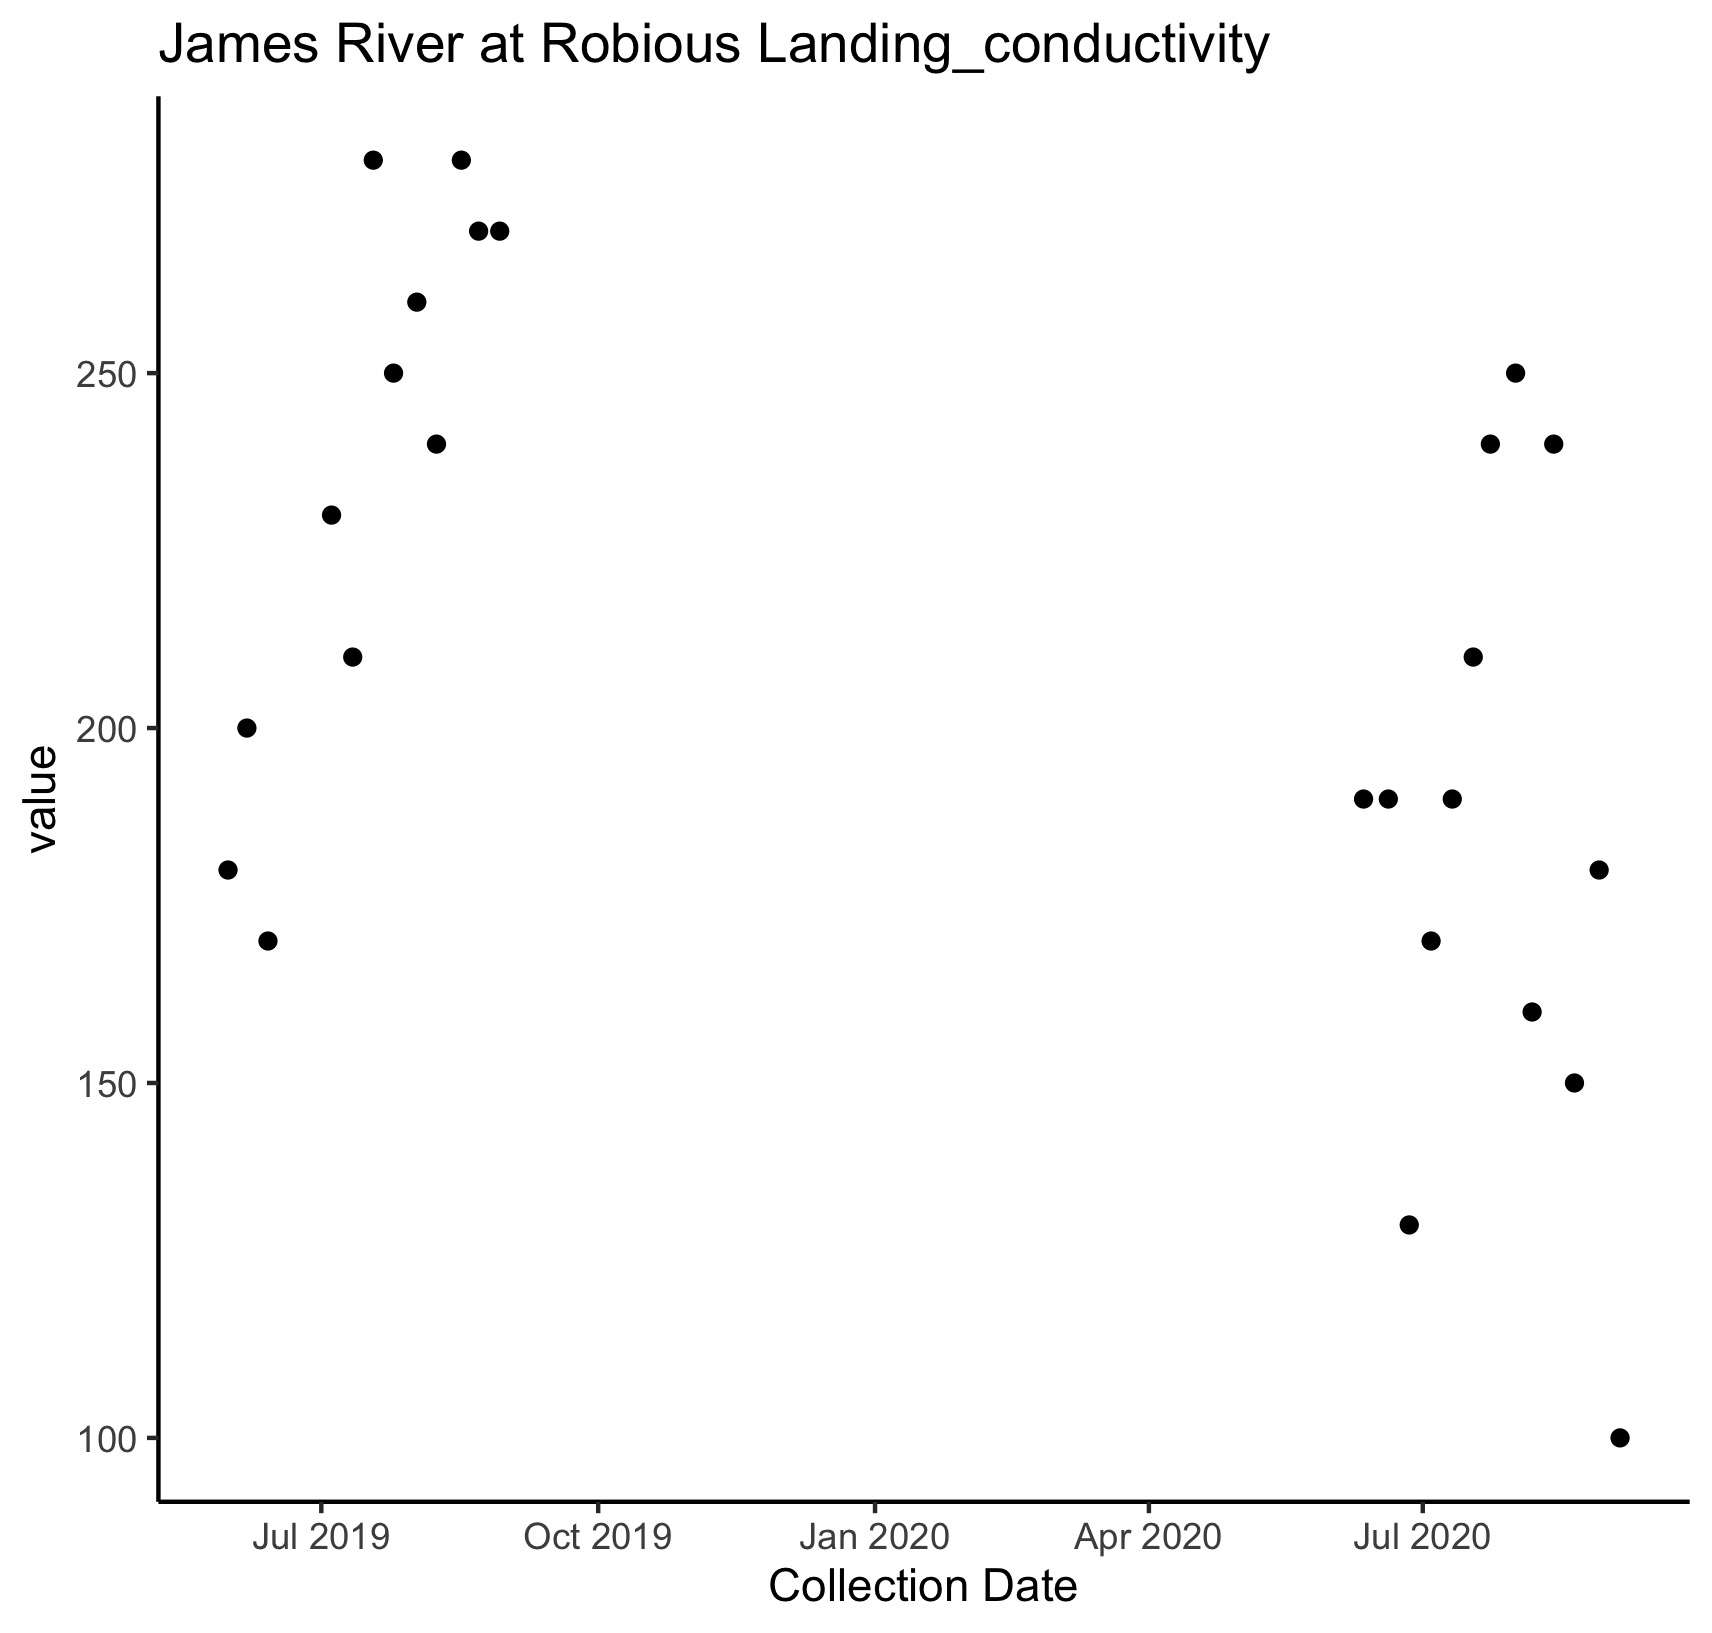 James River at Robious Landing_conductivity
value
250
200
150
100
Jul 2019 Oct 2019 Jan 2020 Apr 2020 Jul 2020
Collection Date